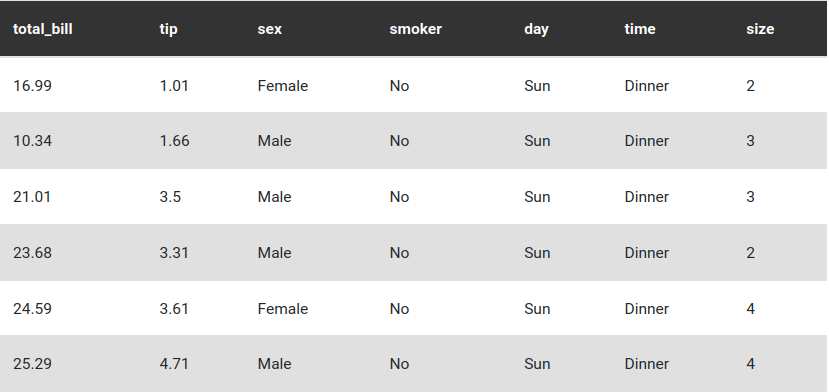 total_bill tip sex smoker day time size
16.99 1.01 Female No Sun Dinner 2
10.34 1.66 Male No Sun Dinner 3
21.01 3.5 Male No Sun Dinner 3
23.68 3.31 Male No Sun Dinner 2
24.59 3.61 Female No Sun Dinner 4
25.29 4.71 Male No Sun Dinner 4